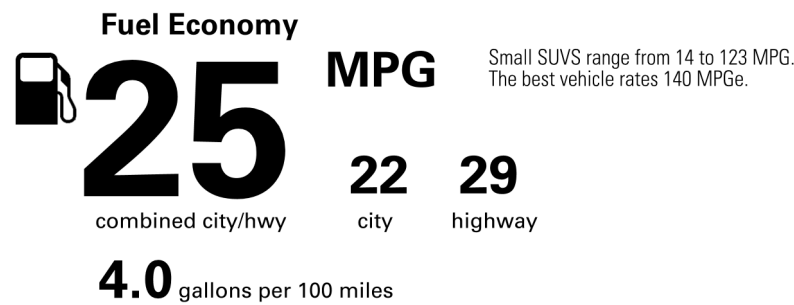 Fuel Economy
25
MPG
Small SUVS range from 14 to 123 MPG.
The best vehicle rates 140 MPGe.
22 29
combined city/hwy city highway
4.0 gallons per 100 miles